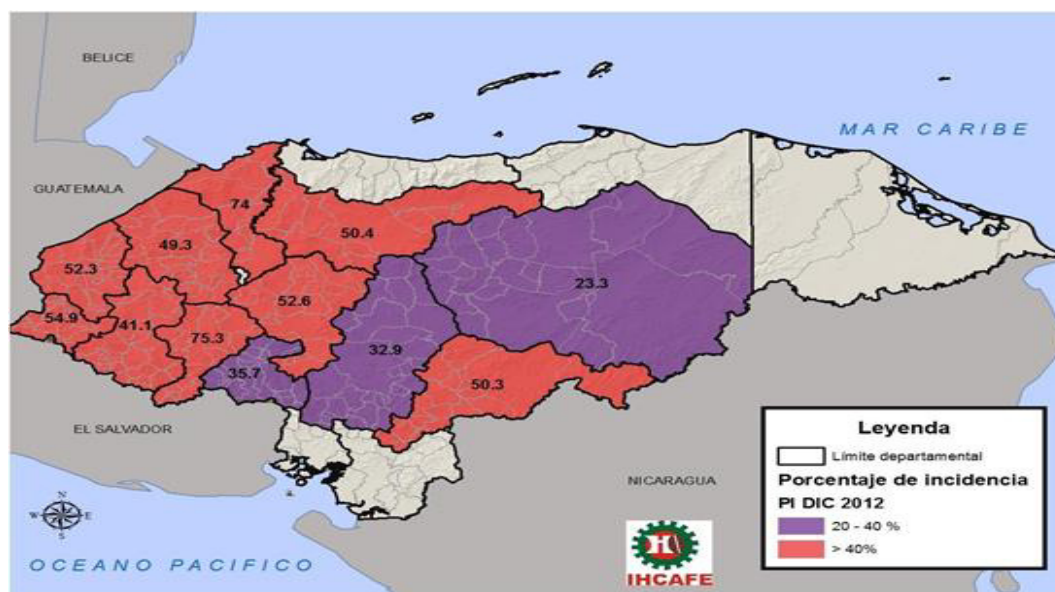 BELICE
MAR CARIBE
GUATEMALA
74
49.3
50.4
52.3
23.3
52.6
54.9
41.1
75.3
32.9
35.7
50.3
EL SALVADOR
NICARAGUA
N
W E
S
OCEANO PACIFICO
H
IHCAFE
Leyenda
Límite departamental
Porcentaje de incidencia
PI DIC 2012
20 - 40 %
> 40%